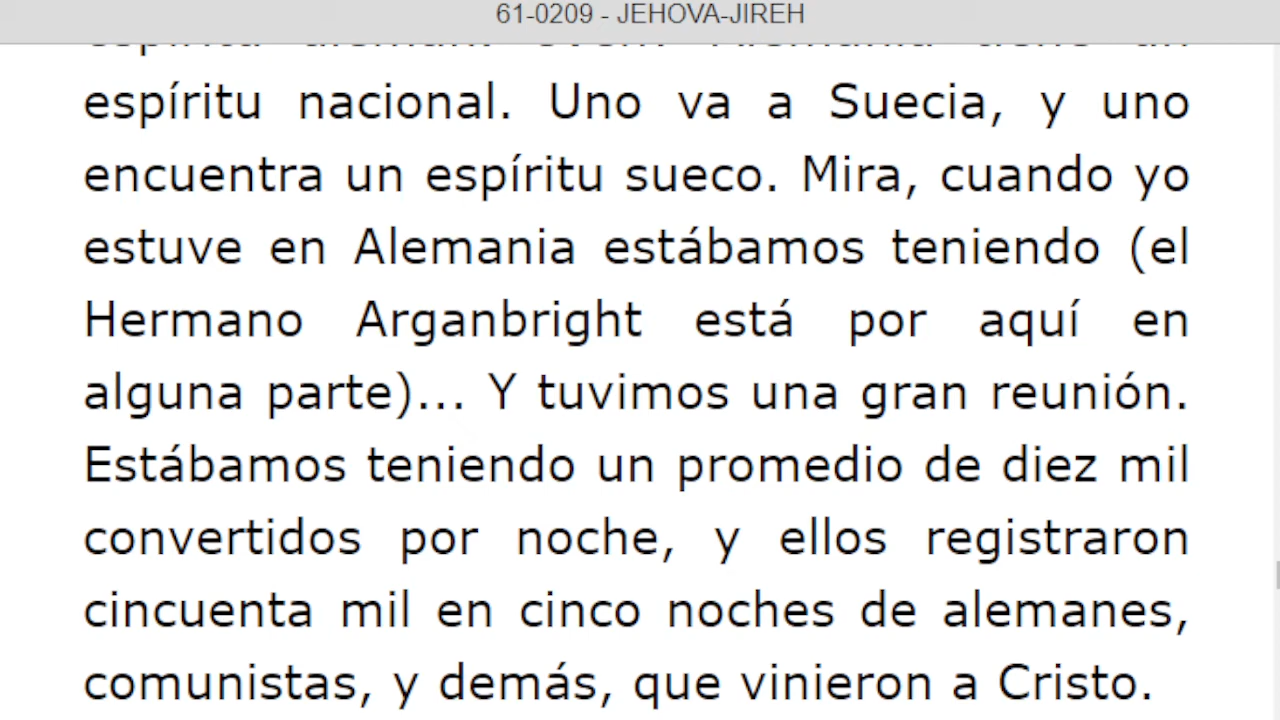 61-0209 - JEHOVA-JIREH
espíritu nacional. Uno va a Suecia, y uno
encuentra un espíritu sueco. Mira, cuando yo
estuve en Alemania estábamos teniendo (el
Hermano Arganbright está por aquí en
alguna parte)... Y tuvimos una gran reunión.
Estábamos teniendo un promedio de diez mil
convertidos por noche, y ellos registraron
cincuenta mil en cinco noches de alemanes,
comunistas, y demás, que vinieron a Cristo.